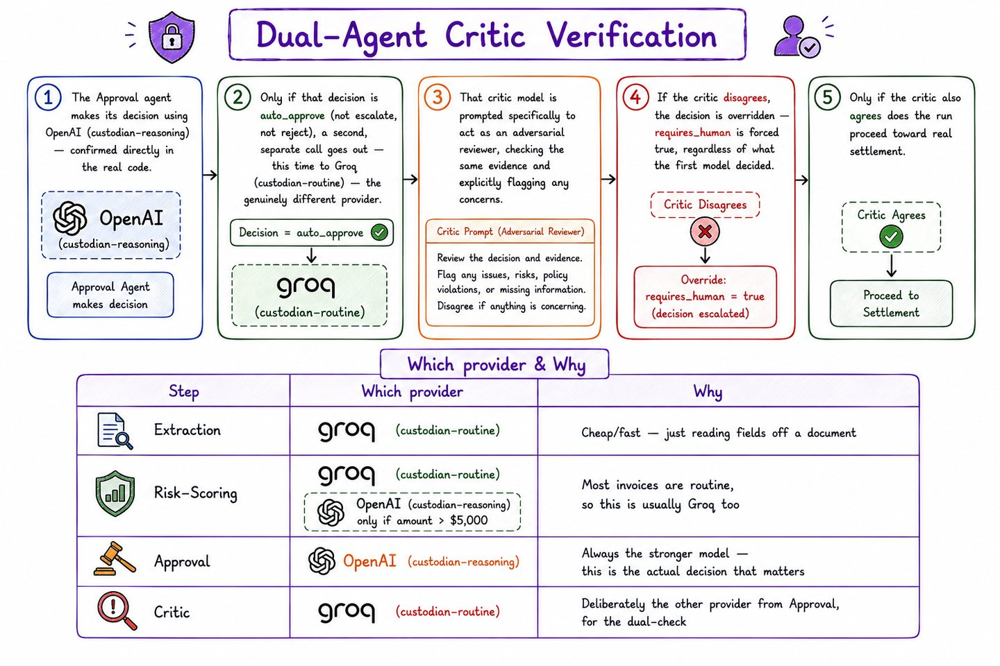 Dual-Agent Critic Verification
1
The Approval agent
makes its decision using
OpenAI (custodian-reasoning)
— confirmed directly in
the real code.
OpenAI
(custodian-reasoning)
Approval Agent
makes decision
2
Only if that decision is
auto_approve (not escalate,
not reject), a second,
separate call goes out —
this time to Groq
(custodian-routine) — the
genuinely different provider.
Decision = auto_approve
groq
(custodian-routine)
3
That critic model is
prompted specifically to
act as an adversarial
reviewer, checking the
same evidence and
explicitly flagging any
concerns.
Critic Prompt (Adversarial Reviewer)
Review the decision and evidence.
Flag any issues, risks, policy
violations, or missing information.
Disagree if anything is concerning.
4
If the critic disagrees,
the decision is overridden —
requires_human is forced
true, regardless of what
the first model decided.
Critic Disagrees
Override:
requires_human = true
(decision escalated)
5
Only if the critic also
agrees does the run
proceed toward real
settlement.
Critic Agrees
Proceed to
Settlement
Which provider & Why
Step
Which provider
Why
Extraction
groq (custodian-routine)
Cheap/fast — just reading fields off a document
Risk-Scoring
groq (custodian-routine)
OpenAI (custodian-reasoning)
only if amount > $5,000
Most invoices are routine,
so this is usually Groq too
Approval
OpenAI (custodian-reasoning)
Always the stronger model —
this is the actual decision that matters
Critic
groq (custodian-routine)
Deliberately the other provider from Approval,
for the dual-check